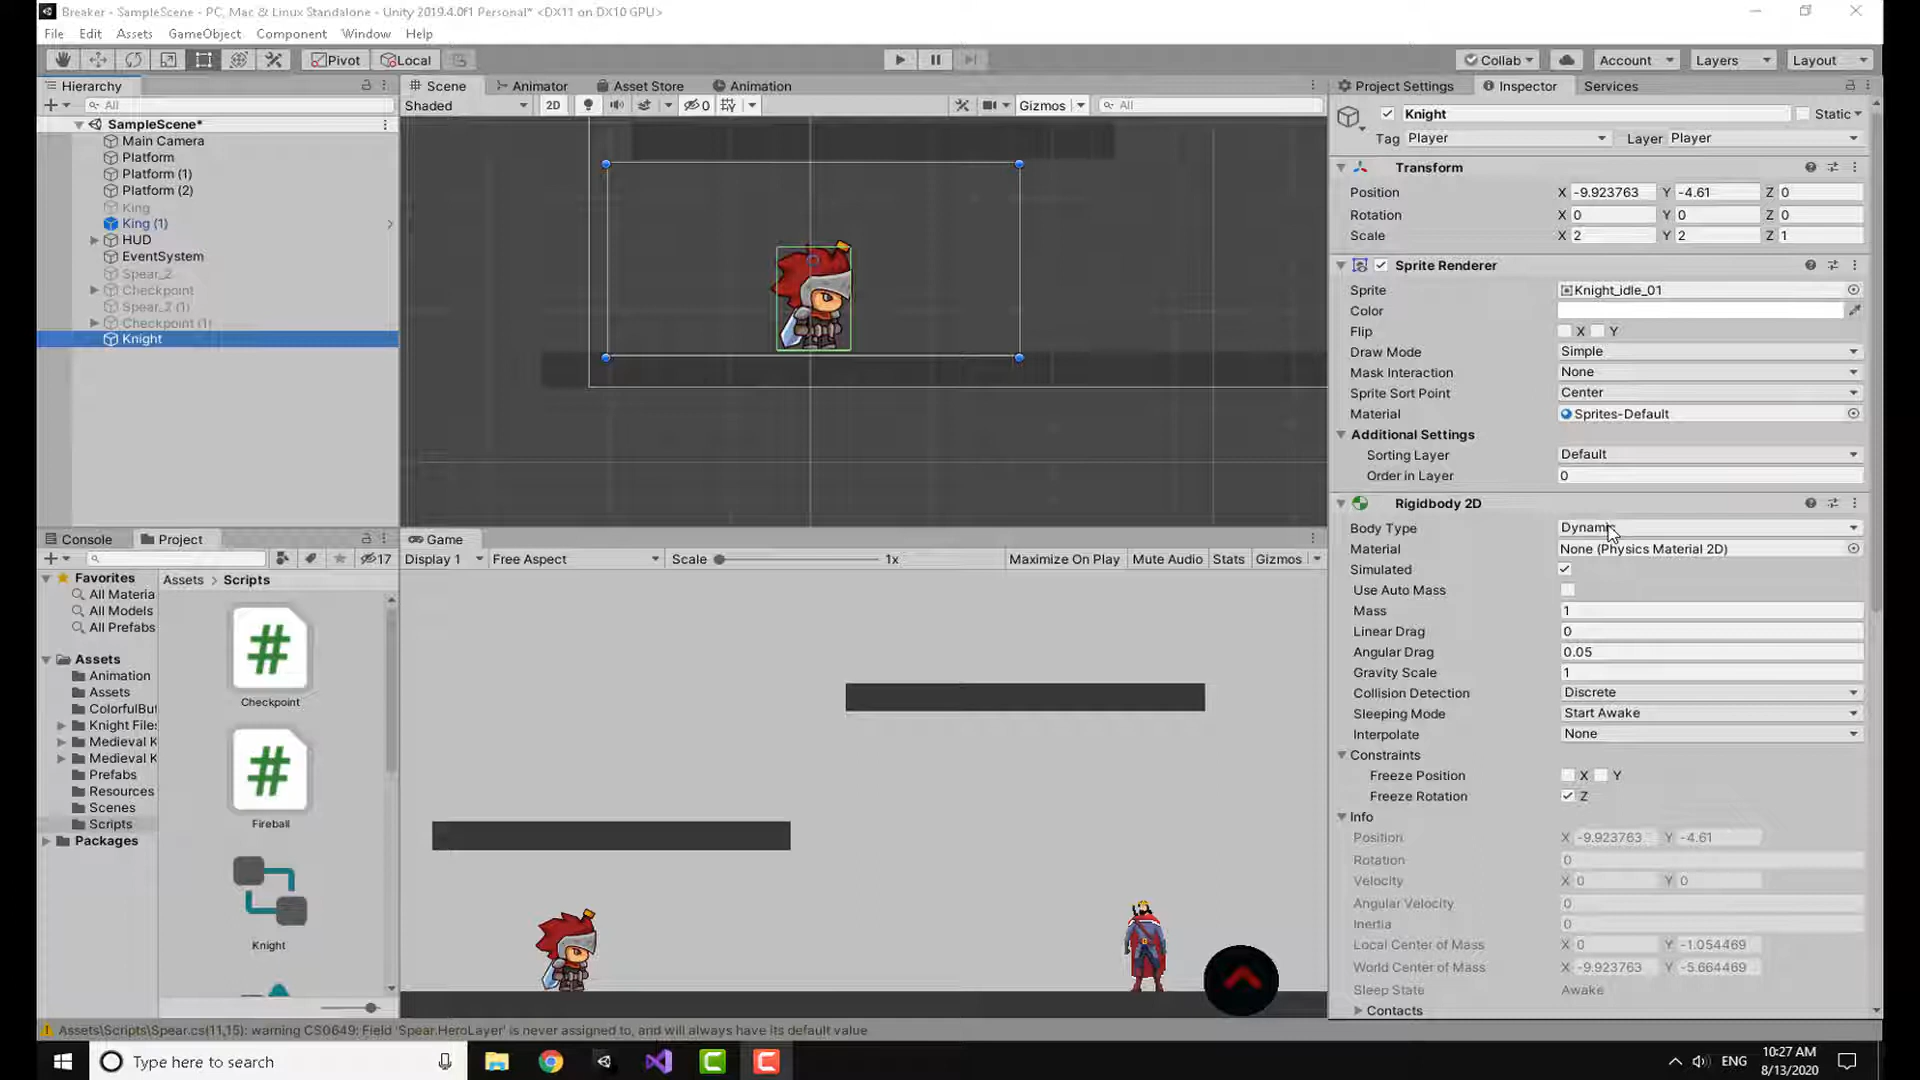 Breaker - SampleScene - PC, Mac & Linux Standalone - Unity 2019.4.0f1 Personal* <DX11 on DX10 GPU>
File Edit Assets GameObject Component Window Help
Pivot Local Collab Account Layers Layout
Hierarchy
All
SampleScene*
Main Camera
Platform
Platform (1)
Platform (2)
King
King (1)
HUD
EventSystem
Spear_2
Checkpoint
Spear_2 (1)
Checkpoint (1)
Knight
Scene Animator Asset Store Animation
Shaded 2D 0 Gizmos All
Project Settings Inspector Services
Knight Static
Tag Player Layer Player
Transform
Position X -9.923763 Y -4.61 Z 0
Rotation X 0 Y 0 Z 0
Scale X 2 Y 2 Z 1
Sprite Renderer
Sprite Knight_idle_01
Color
Flip X Y
Draw Mode Simple
Mask Interaction None
Sprite Sort Point Center
Material Sprites-Default
Additional Settings
Sorting Layer Default
Order in Layer 0
Rigidbody 2D
Body Type Dynamic
Material None (Physics Material 2D)
Simulated
Use Auto Mass
Mass 1
Linear Drag 0
Angular Drag 0.05
Gravity Scale 1
Collision Detection Discrete
Sleeping Mode Start Awake
Interpolate None
Constraints
Freeze Position X Y
Freeze Rotation Z
Info
Position X -9.923763 Y -4.61
Rotation 0
Velocity X 0 Y 0
Angular Velocity 0
Inertia 0
Local Center of Mass X 0 Y -1.054469
World Center of Mass X -9.923763 Y -5.664469
Sleep State Awake
Contacts
Console Project
17
Favorites
All Materia
All Models
All Prefabs
Assets
Animation
Assets
ColorfulBut
Knight Files
Medieval K
Medieval K
Prefabs
Resources
Scenes
Scripts
Packages
Assets > Scripts
Checkpoint
Fireball
Knight
Game
Display 1 Free Aspect Scale 1x Maximize On Play Mute Audio Stats Gizmos
Assets\Scripts\Spear.cs(11,15): warning CS0649: Field 'Spear.HeroLayer' is never assigned to, and will always have its default value
Type here to search
ENG
10:27 AM
8/13/2020